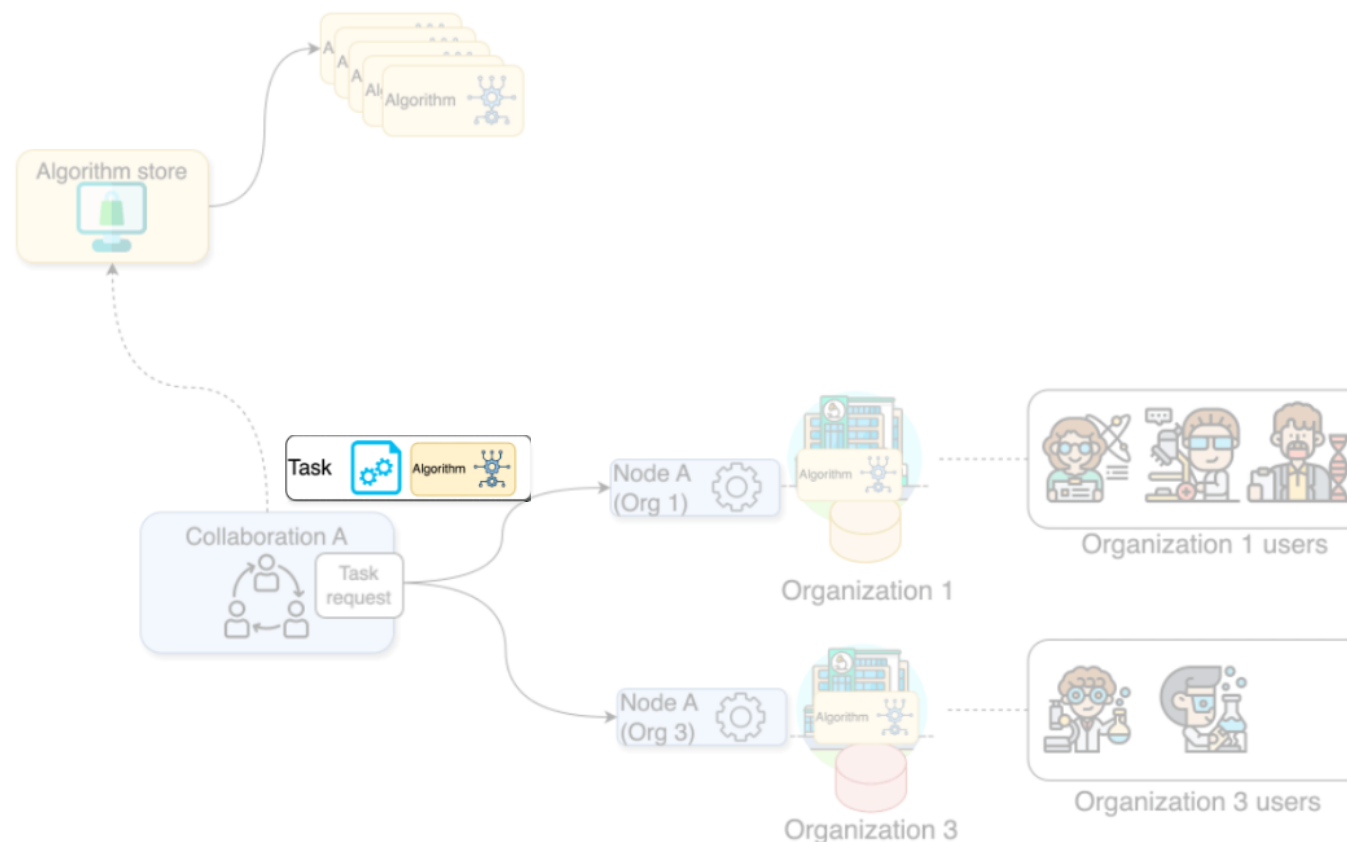 A
A
A
Al
Algorithm
Algorithm store
Task
Algorithm
Node A
(Org 1)
Algorithm
Organization 1 users
Collaboration A
Task
request
Organization 1
Node A
(Org 3)
Algorithm
Organization 3 users
Organization 3